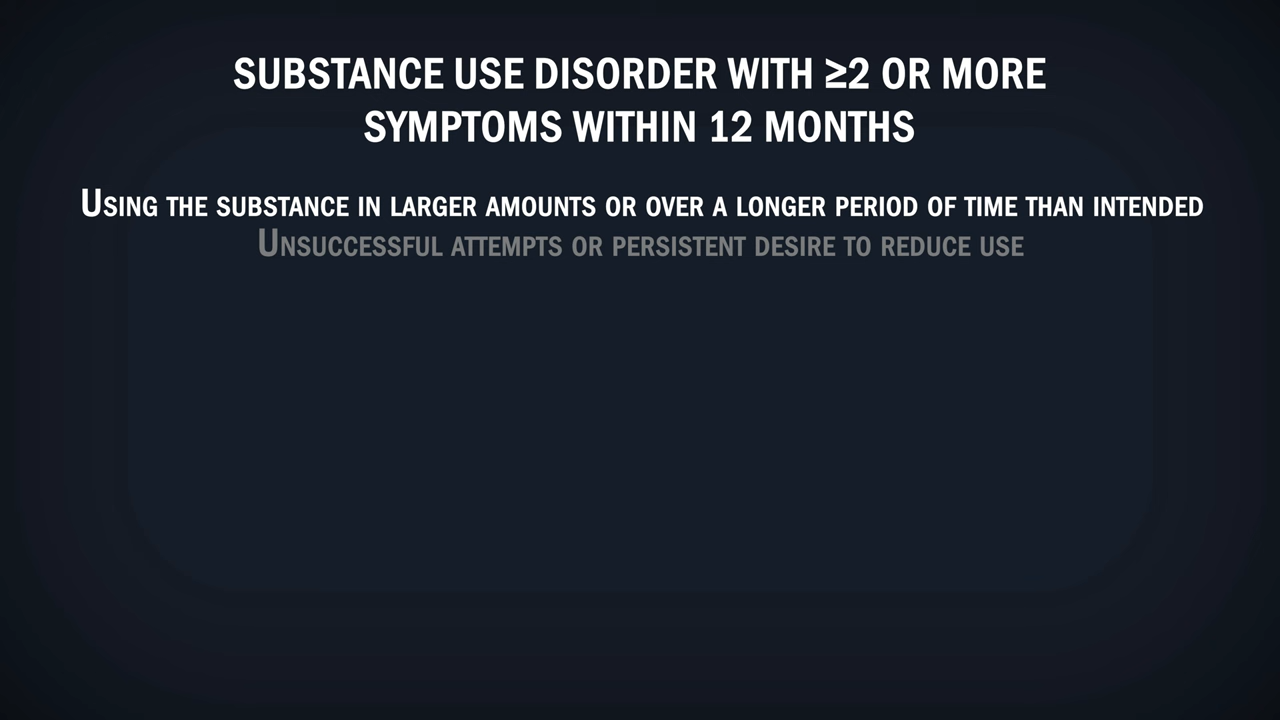 SUBSTANCE USE DISORDER WITH ≥2 OR MORE
SYMPTOMS WITHIN 12 MONTHS
Using the substance in larger amounts or over a longer period of time than intended
Unsuccessful attempts or persistent desire to reduce use